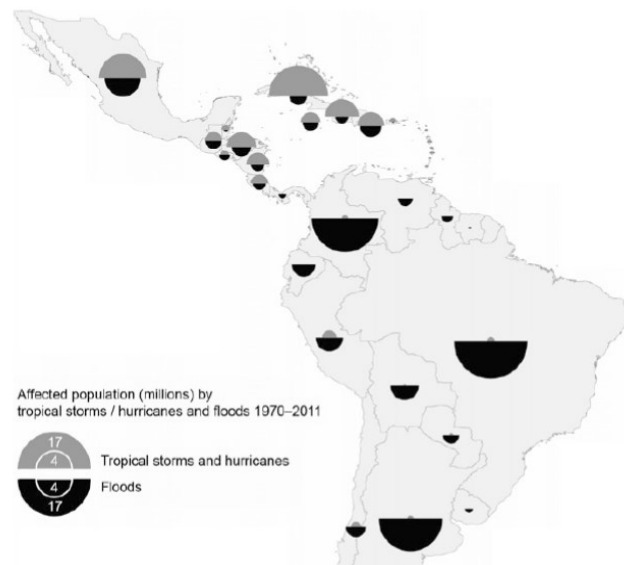 Affected population (millions) by
tropical storms / hurricanes and floods 1970–2011
17
4
Tropical storms and hurricanes
4
Floods
17